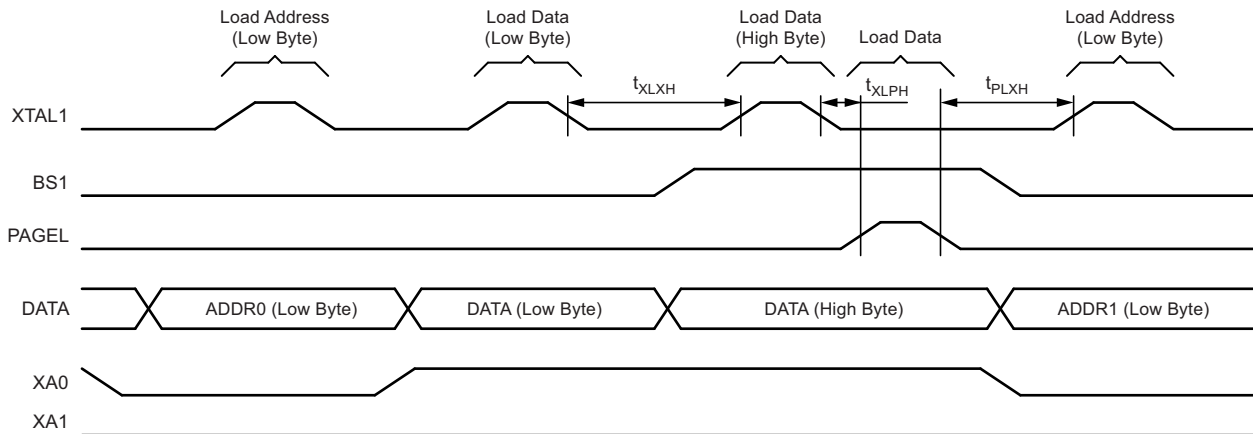 Load Address
(Low Byte)
Load Data
(Low Byte)
Load Data
(High Byte)
Load Data
Load Address
(Low Byte)
tXLXH
tXLPH
tPLXH
XTAL1
BS1
PAGEL
DATA
ADDR0 (Low Byte)
DATA (Low Byte)
DATA (High Byte)
ADDR1 (Low Byte)
XA0
XA1